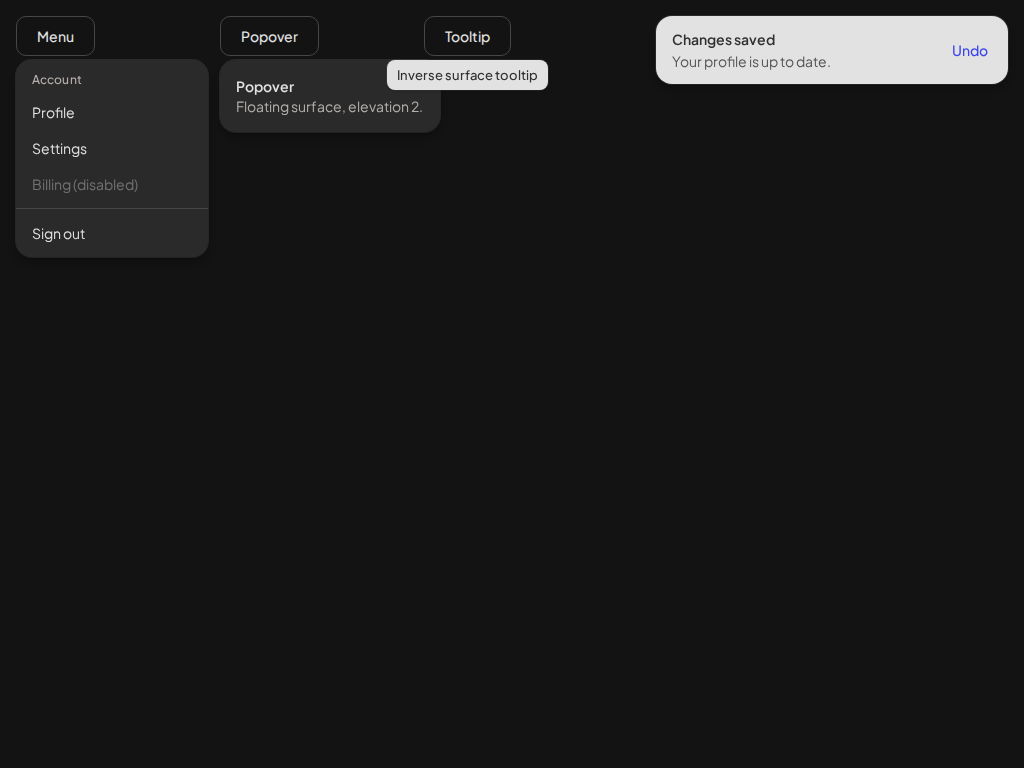 Menu
Popover
Tooltip
Account
Profile
Settings
Billing (disabled)
Sign out
Popover
Floating surface, elevation 2.
Inverse surface tooltip
Changes saved
Your profile is up to date.
Undo